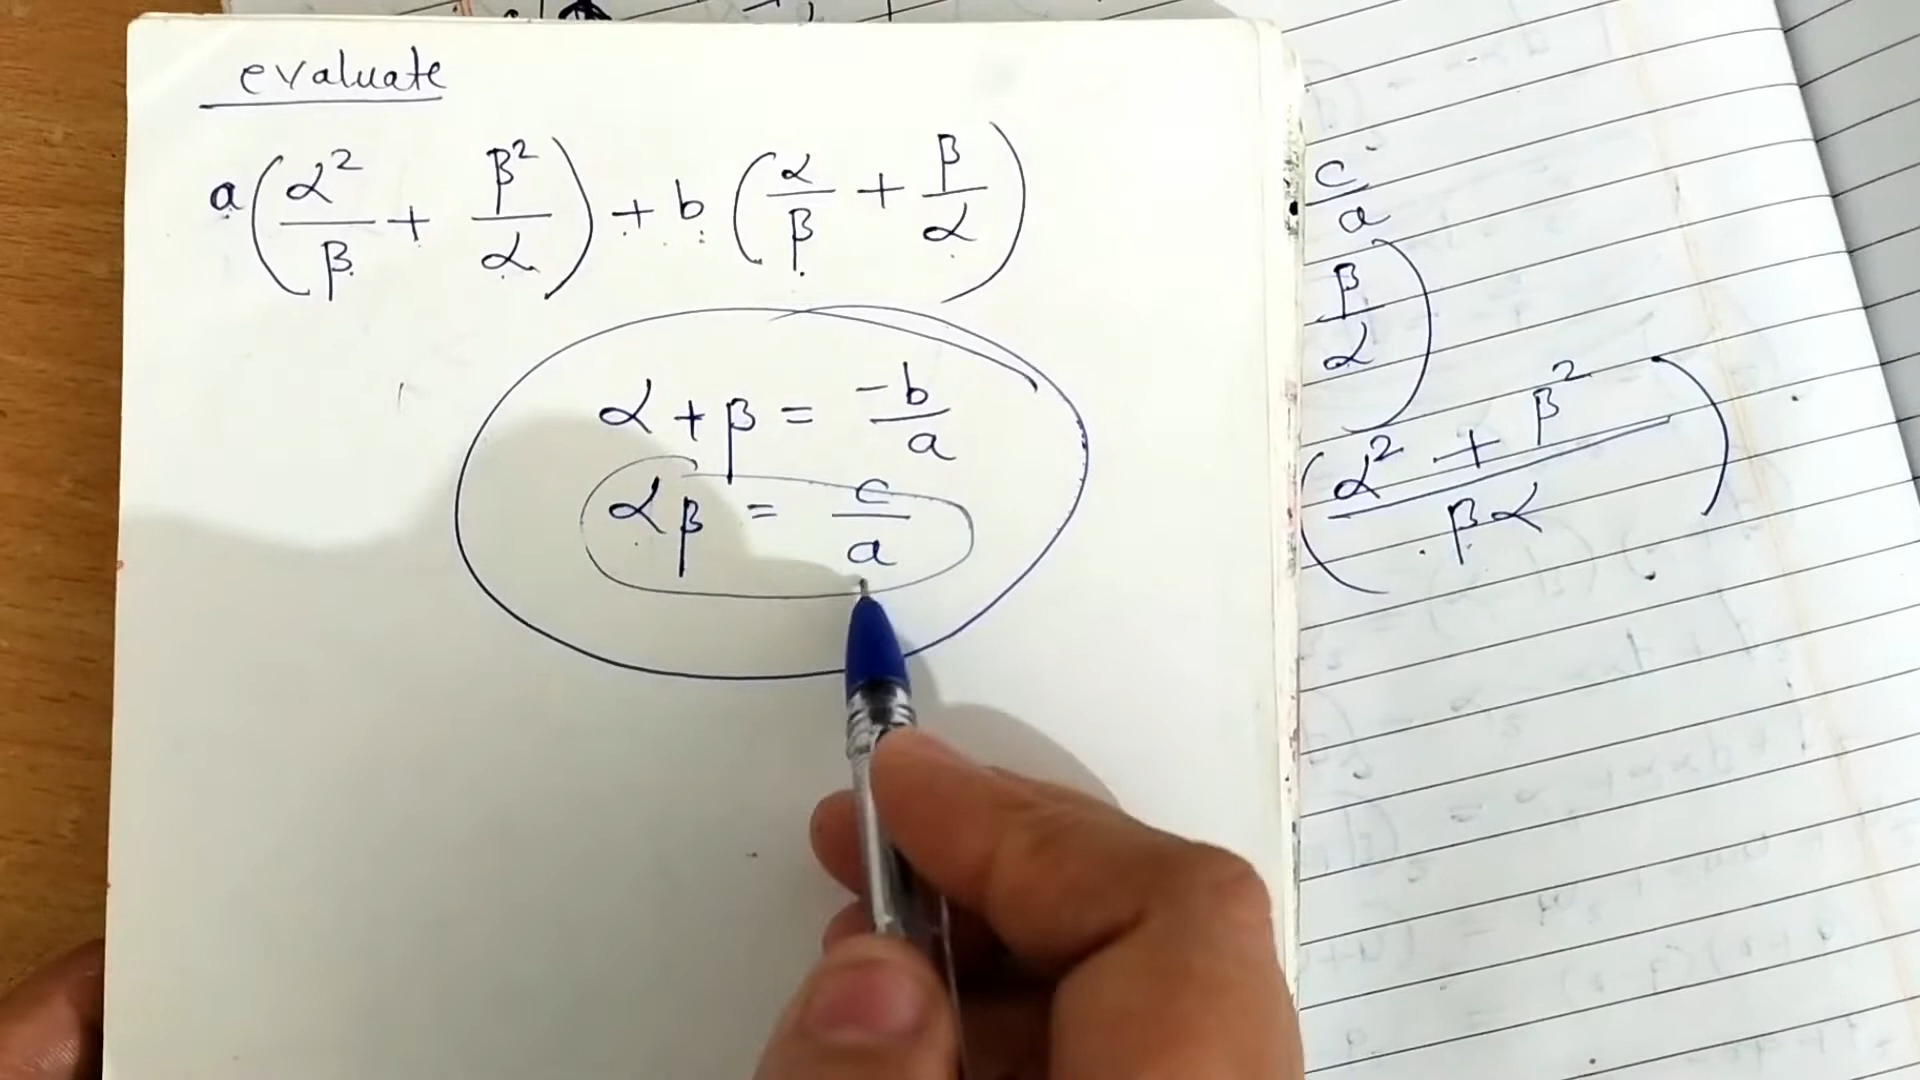 evaluate
a(α²/β + β²/α) + b(α/β + β/α)
α + β = -b/a
αβ = c/a
c/a
β/α)
(α² + β²/βα)